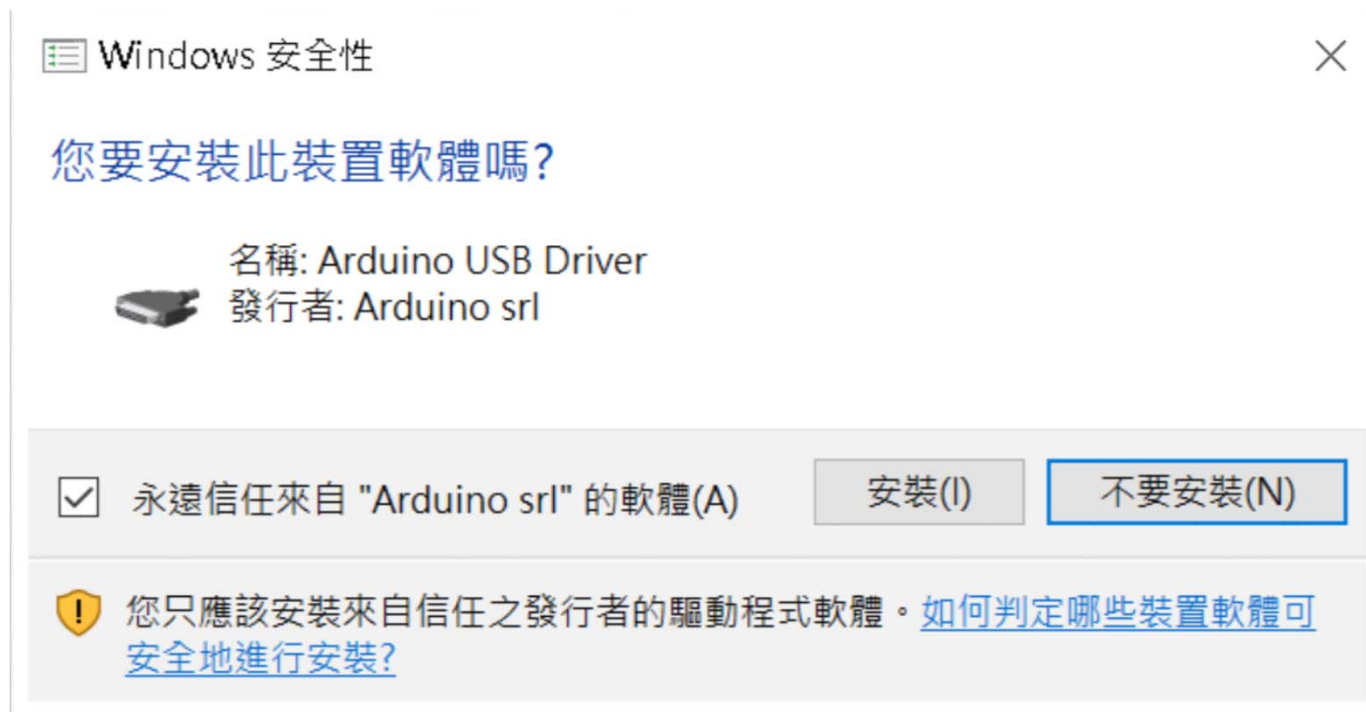 Windows 安全性
您要安裝此裝置軟體嗎?
名稱: Arduino USB Driver
發行者: Arduino srl
永遠信任來自 "Arduino srl" 的軟體(A)
安裝(I)
不要安裝(N)
您只應該安裝來自信任之發行者的驅動程式軟體。如何判定哪些裝置軟體可
安全地進行安裝?